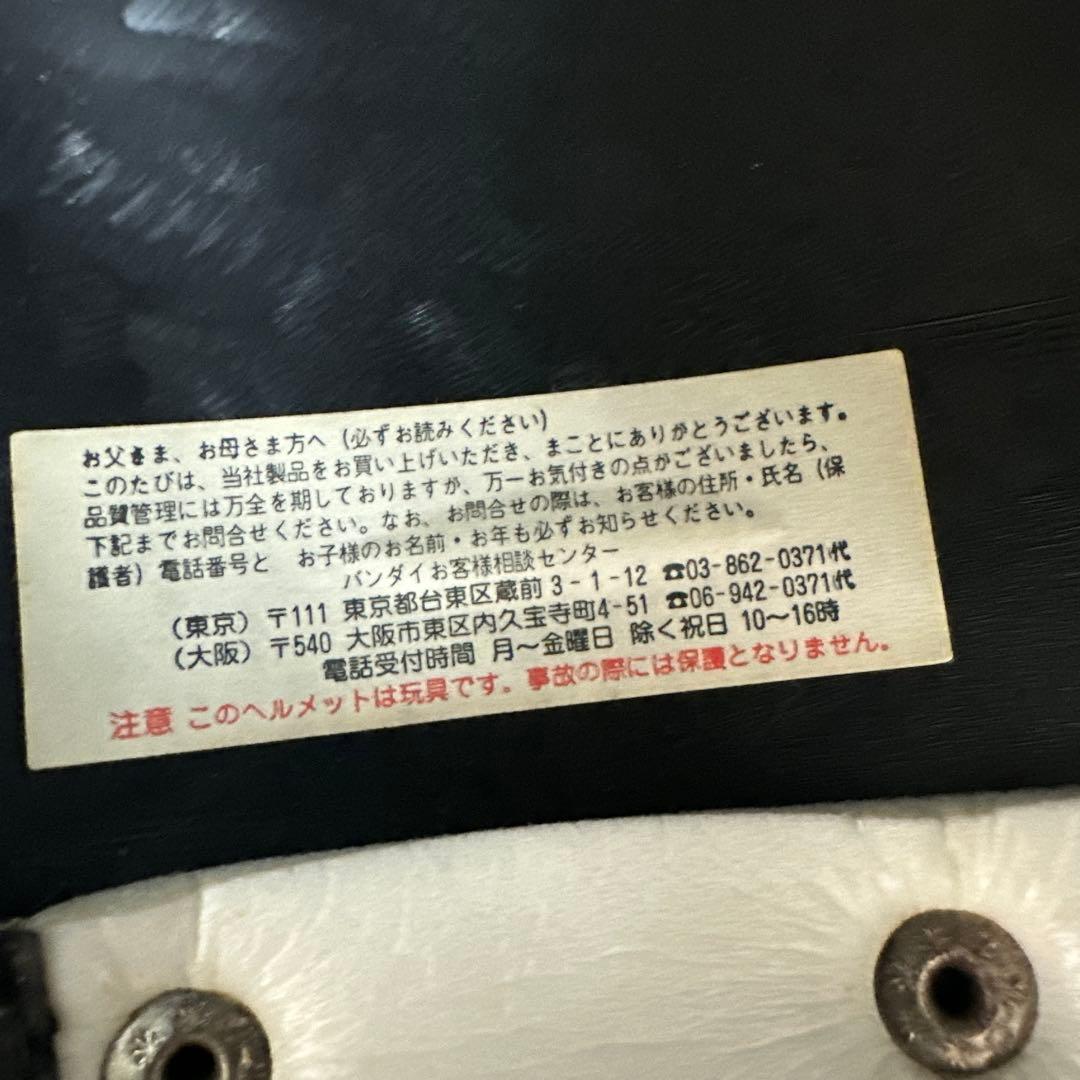 お父さま、お母さま方へ (必ずお読みください)
このたびは、当社製品をお買い上げいただき、まことにありがとうございます。
品質管理には万全を期しておりますが、万一お気付きの点がございましたら、
下記までお問合せください。なお、お問合せの際は、お客様の住所・氏名 (保
護者) 電話番号と お子様のお名前・お年も必ずお知らせください。
バンダイお客様相談センター
(東京) 〒111 東京都台東区蔵前 3-1-12 ☎03-862-0371代
(大阪) 〒540 大阪市東区内久宝寺町4-51 ☎06-942-0371代
電話受付時間 月〜金曜日 除く祝日 10〜16時
注意 このヘルメットは玩具です。事故の際には保護となりません。